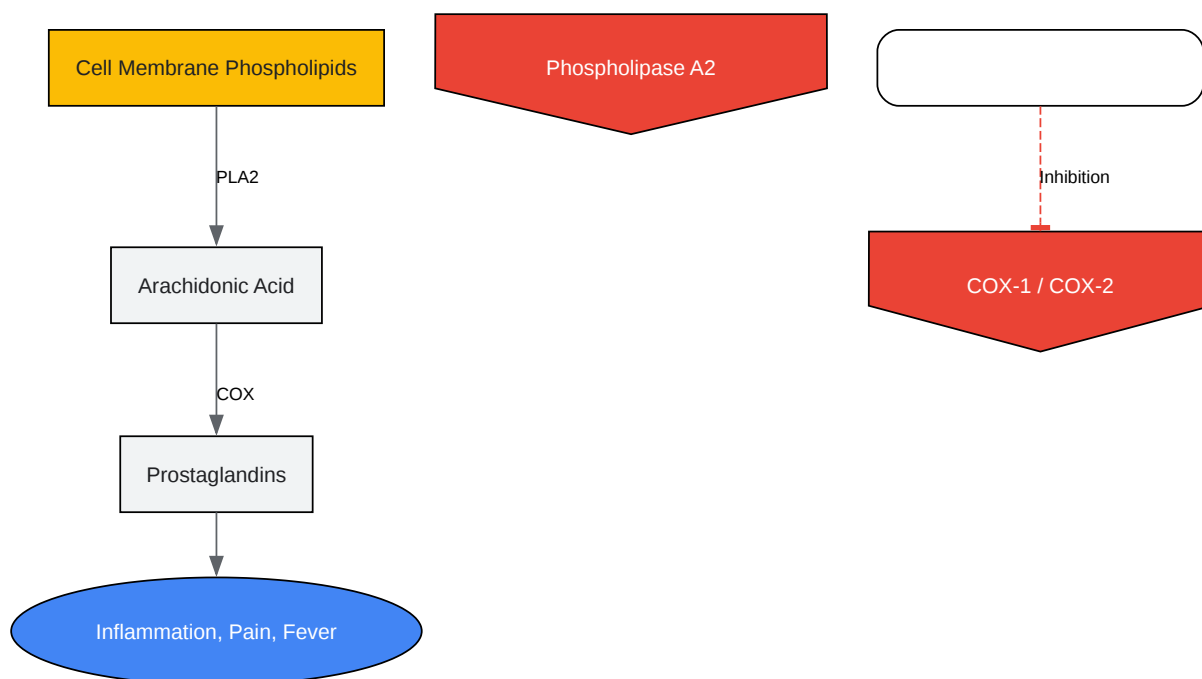 Cell Membrane Phospholipids
Phospholipase A2
PLA2
Inhibition
Arachidonic Acid
COX-1 / COX-2
COX
Prostaglandins
Inflammation, Pain, Fever